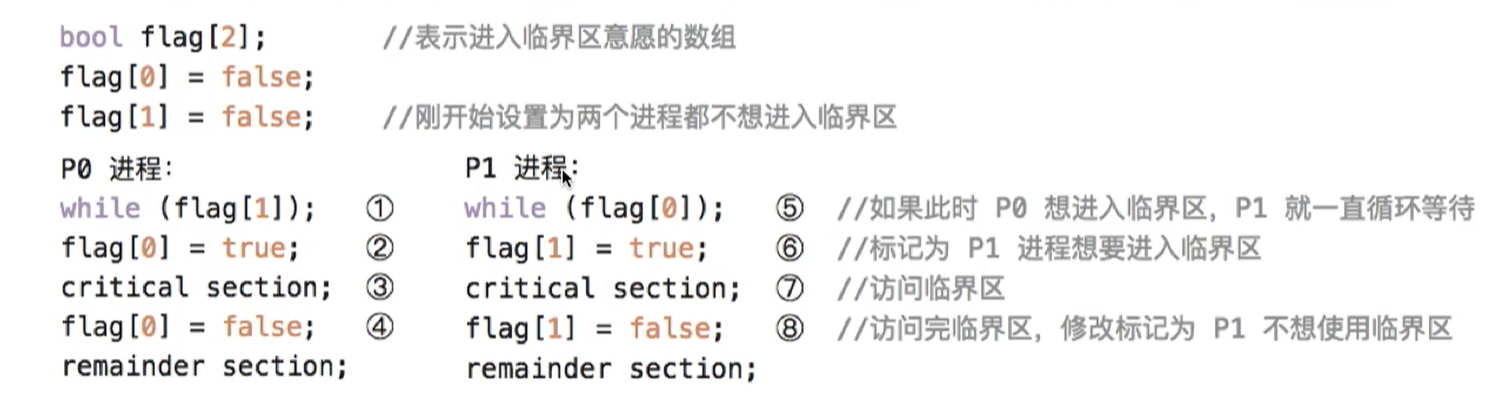 bool flag[2]; //表示进入临界区意愿的数组
flag[0] = false;
flag[1] = false; //刚开始设置为两个进程都不想进入临界区
P0 进程: P1 进程:
while (flag[1]); ① while (flag[0]); ⑤ //如果此时 P0 想进入临界区，P1 就一直循环等待
flag[0] = true; ② flag[1] = true; ⑥ //标记为 P1 进程想要进入临界区
critical section; ③ critical section; ⑦ //访问临界区
flag[0] = false; ④ flag[1] = false; ⑧ //访问完临界区，修改标记为 P1 不想使用临界区
remainder section; remainder section;